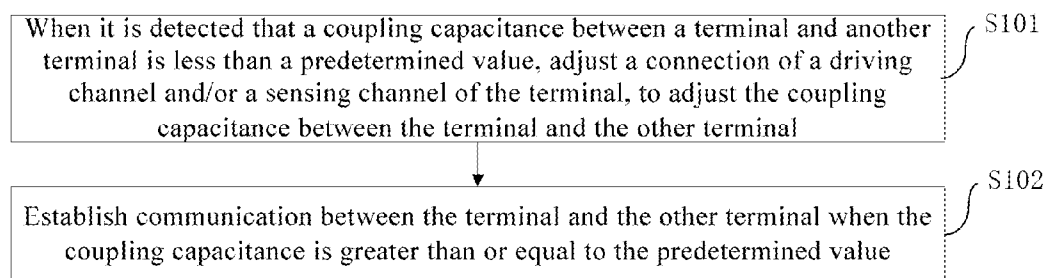 When it is detected that a coupling capacitance between a terminal and another
terminal is less than a predetermined value, adjust a connection of a driving
channel and/or a sensing channel of the terminal, to adjust the coupling
capacitance between the terminal and the other terminal
S101
Establish communication between the terminal and the other terminal when the
coupling capacitance is greater than or equal to the predetermined value
S102